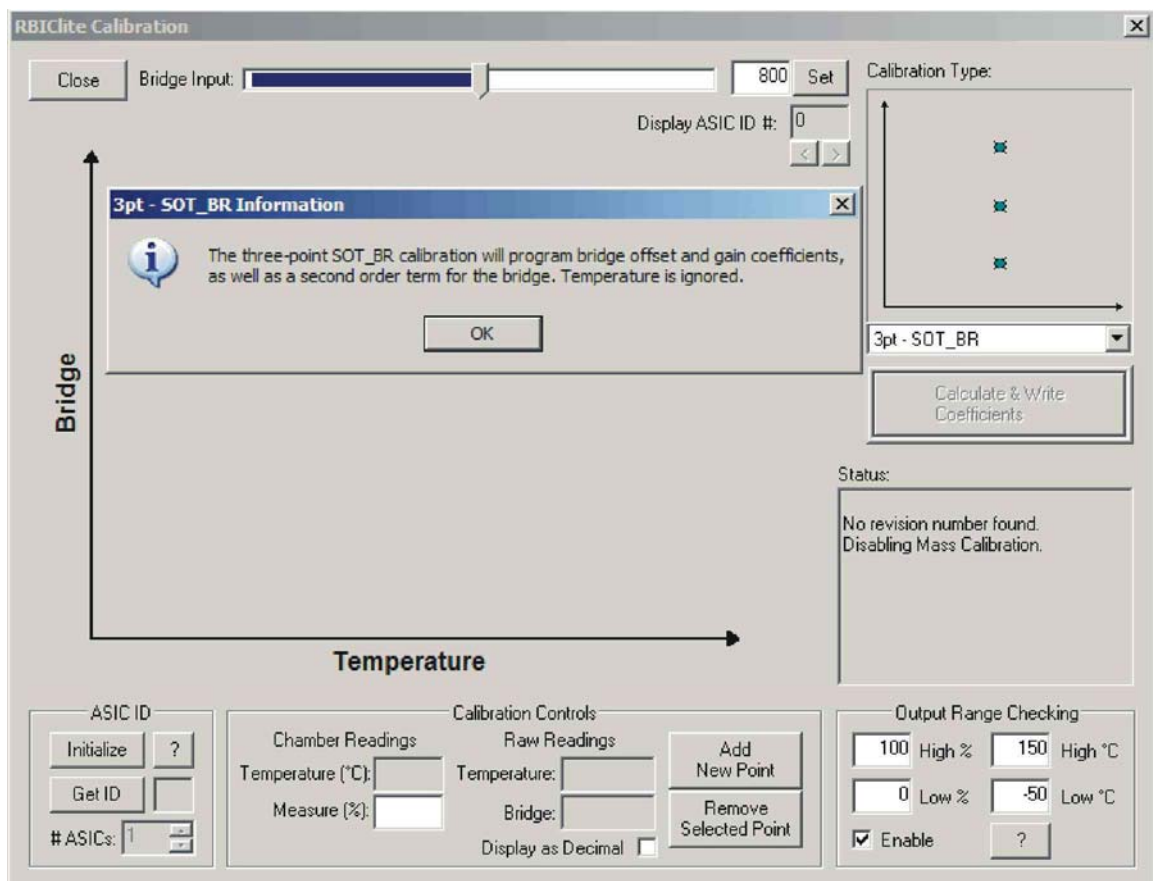 RBIClite Calibration
Close
Bridge Input:
800
Set
Calibration Type:
Display ASIC ID #:
0
<
>
3pt - SOT_BR Information
The three-point SOT_BR calibration will program bridge offset and gain coefficients,
as well as a second order term for the bridge. Temperature is ignored.
OK
3pt - SOT_BR
Calculate & Write
Coefficients
Bridge
Temperature
Status:
No revision number found.
Disabling Mass Calibration.
ASIC ID
Initialize
?
Get ID
# ASICs:
1
Calibration Controls
Chamber Readings
Temperature (°C):
Measure (%):
Raw Readings
Temperature:
Bridge:
Display as Decimal
Add
New Point
Remove
Selected Point
Output Range Checking
100 High %
150 High °C
0 Low %
-50 Low °C
Enable
?